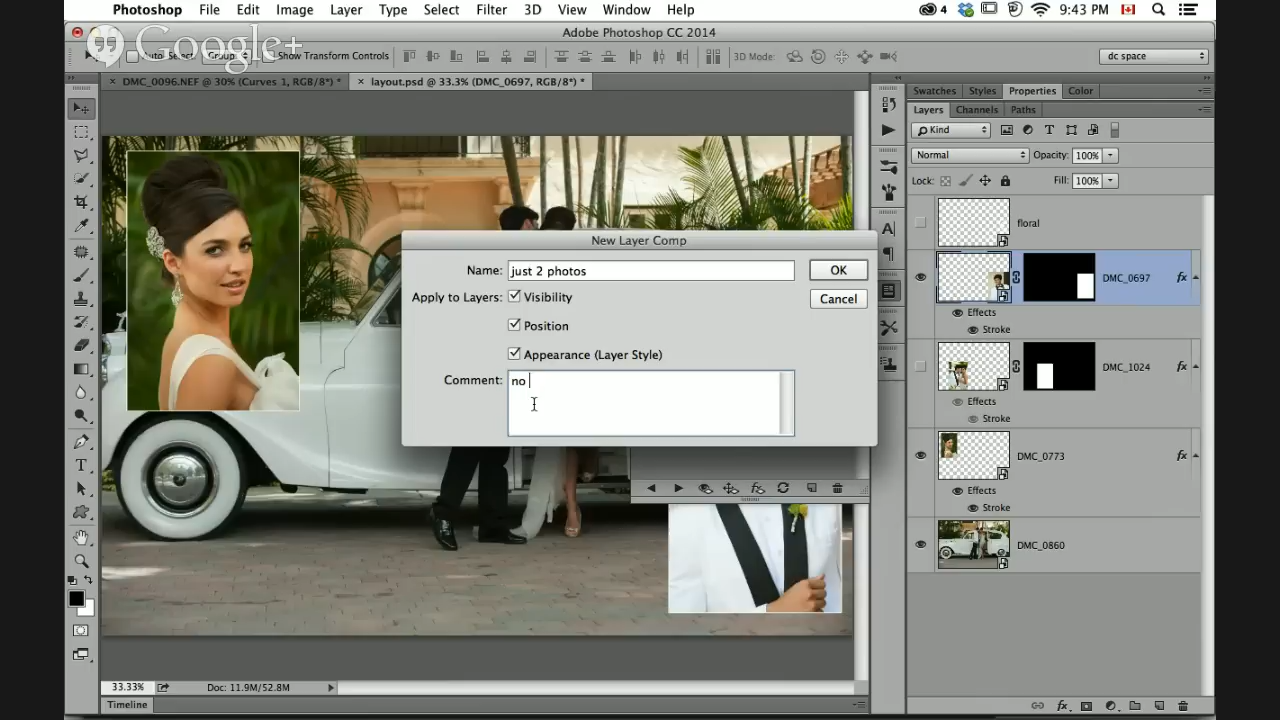 Photoshop File Edit Image Layer Type Select Filter 3D View Window Help 4 9:43 PM
Adobe Photoshop CC 2014
Google+
Auto-Select: Group Show Transform Controls 3D Mode: dc space
× DMC_0096.NEF @ 30% (Curves 1, RGB/8*) * × layout.psd @ 33.3% (DMC_0697, RGB/8*) *
Swatches Styles Properties Color
Layers Channels Paths
Kind
Normal Opacity: 100%
Lock: Fill: 100%
floral
DMC_0697 fx
Effects
Stroke
DMC_1024
Effects
Stroke
DMC_0773 fx
Effects
Stroke
DMC_0860
New Layer Comp
Name: just 2 photos OK
Apply to Layers: Visibility Cancel
Position
Appearance (Layer Style)
Comment: no
33.33% Doc: 11.9M/52.8M
Timeline